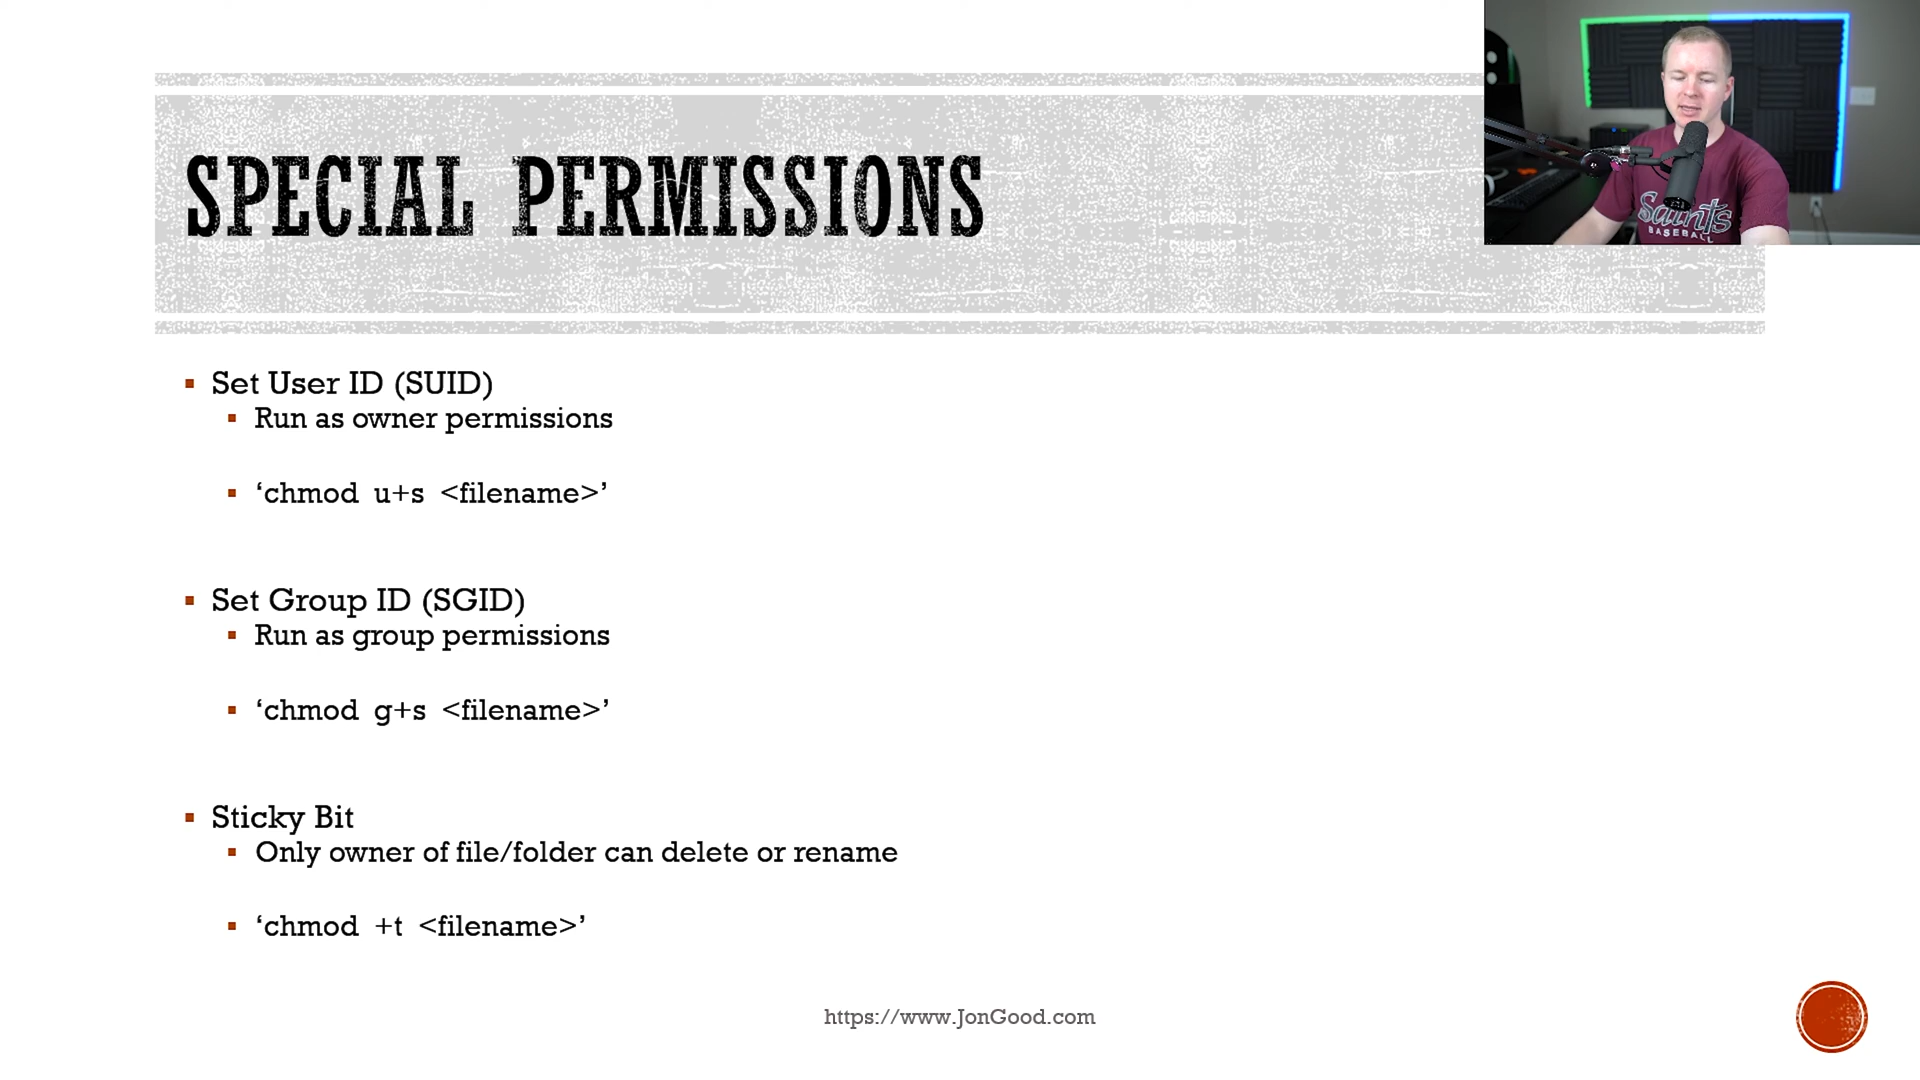 SPECIAL PERMISSIONS
Saints
BASEBALL
▪ Set User ID (SUID)
▪ Run as owner permissions
▪ ‘chmod u+s <filename>’
▪ Set Group ID (SGID)
▪ Run as group permissions
▪ ‘chmod g+s <filename>’
▪ Sticky Bit
▪ Only owner of file/folder can delete or rename
▪ ‘chmod +t <filename>’
https://www.JonGood.com